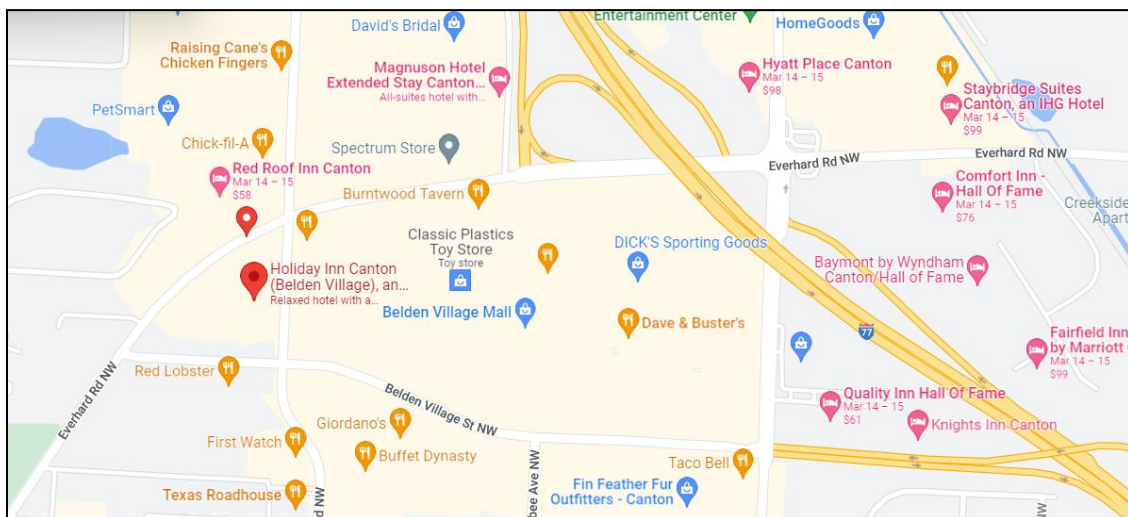 Entertainment Center
David's Bridal
HomeGoods
Raising Cane's
Chicken Fingers
Magnuson Hotel
Extended Stay Canton...
All-suites hotel with...
Hyatt Place Canton
Mar 14 – 15
$98
Staybridge Suites
Canton, an IHG Hotel
Mar 14 – 15
$99
PetSmart
Chick-fil-A
Spectrum Store
Everhard Rd NW
Everhard Rd NW
Red Roof Inn Canton
Mar 14 – 15
$58
Burntwood Tavern
Comfort Inn -
Hall Of Fame
Mar 14 – 15
$76
Creekside
Apart
Classic Plastics
Toy Store
Toy store
DICK'S Sporting Goods
Holiday Inn Canton
(Belden Village), an...
Relaxed hotel with a...
Baymont by Wyndham
Canton/Hall of Fame
Belden Village Mall
Dave & Buster's
77
Fairfield Inn
by Marriott
Mar 14 – 15
$99
Red Lobster
Everhard Rd NW
Belden Village St NW
Quality Inn Hall Of Fame
Mar 14 – 15
$61
Knights Inn Canton
Giordano's
First Watch
Buffet Dynasty
Taco Bell
Texas Roadhouse
d NW
bee Ave NW
Fin Feather Fur
Outfitters - Canton